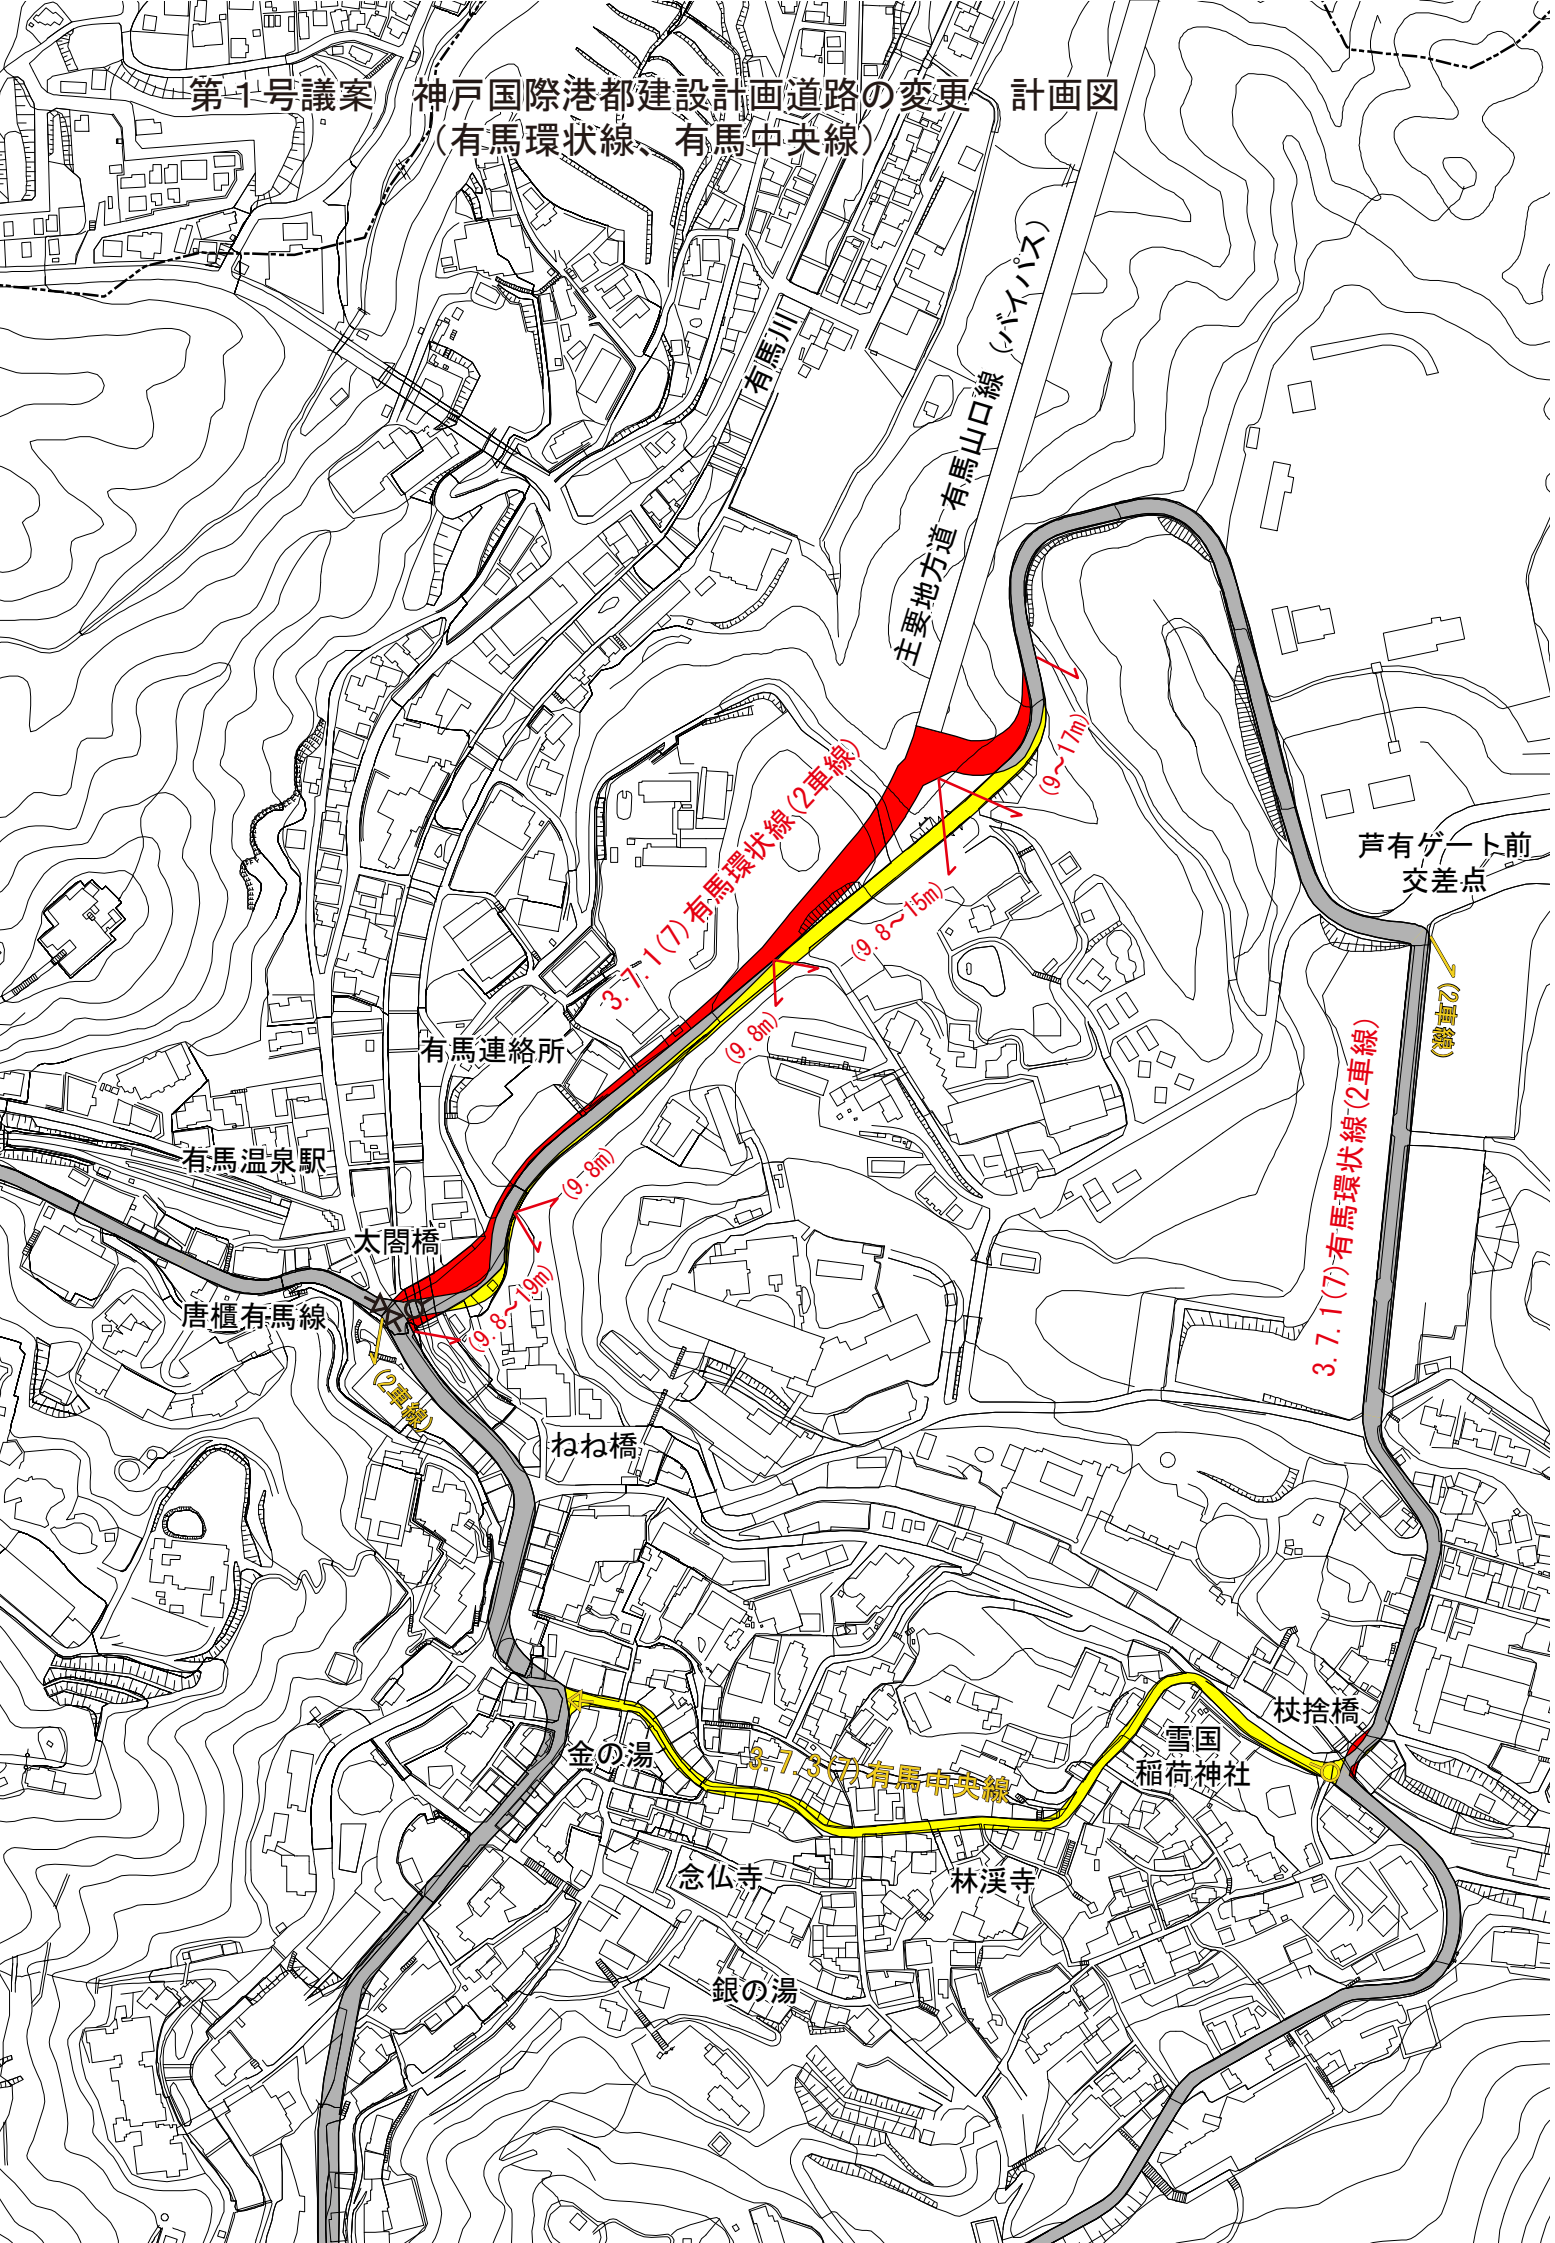 第１号議案　神戸国際港都建設計画道路の変更　計画図
（有馬環状線、有馬中央線）
有馬川
主要地方道 有馬山口線（バイパス）
(9～17m)
3.7.1(7)有馬環状線(2車線)
芦有ゲート前
交差点
(9.8～15m)
(2車線)
(9.8m)
有馬連絡所
3.7.1(7)有馬環状線(2車線)
有馬温泉駅
(9.8m)
太閤橋
唐櫃有馬線
(9.8～19m)
(2車線)
ねね橋
杖捨橋
雪国
稲荷神社
金の湯
3.7.3(7)有馬中央線
念仏寺
林渓寺
銀の湯